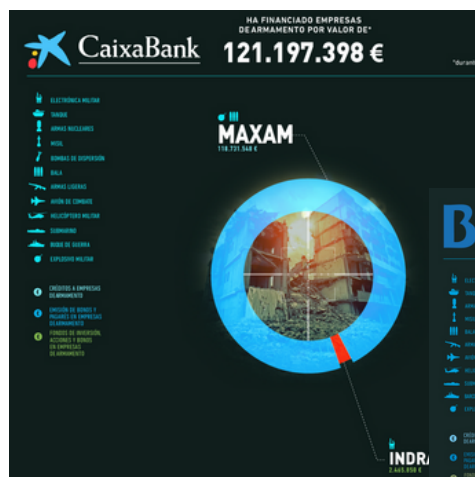 CaixaBank
HA FINANCIADO EMPRESAS
DE ARMAMENTO POR VALOR DE*
121.197.398 €
*durant
ELECTRÓNICA MILITAR
TANQUE
ARMAS NUCLEARES
MISIL
BOMBAS DE DISPERSIÓN
BALA
ARMAS LIGERAS
AVIÓN DE COMBATE
HELICÓPTERO MILITAR
SUBMARINO
BUQUE DE GUERRA
EXPLOSIVO MILITAR
CRÉDITOS A EMPRESAS
DE ARMAMENTO
EMISIÓN DE BONOS Y
PAGARÉS EN EMPRESAS
DE ARMAMENTO
FONDOS DE INVERSIÓN,
ACCIONES Y BONOS
EN EMPRESAS
DE ARMAMENTO
MAXAM
118.731.540 €
INDRA
2.465.858 €
B